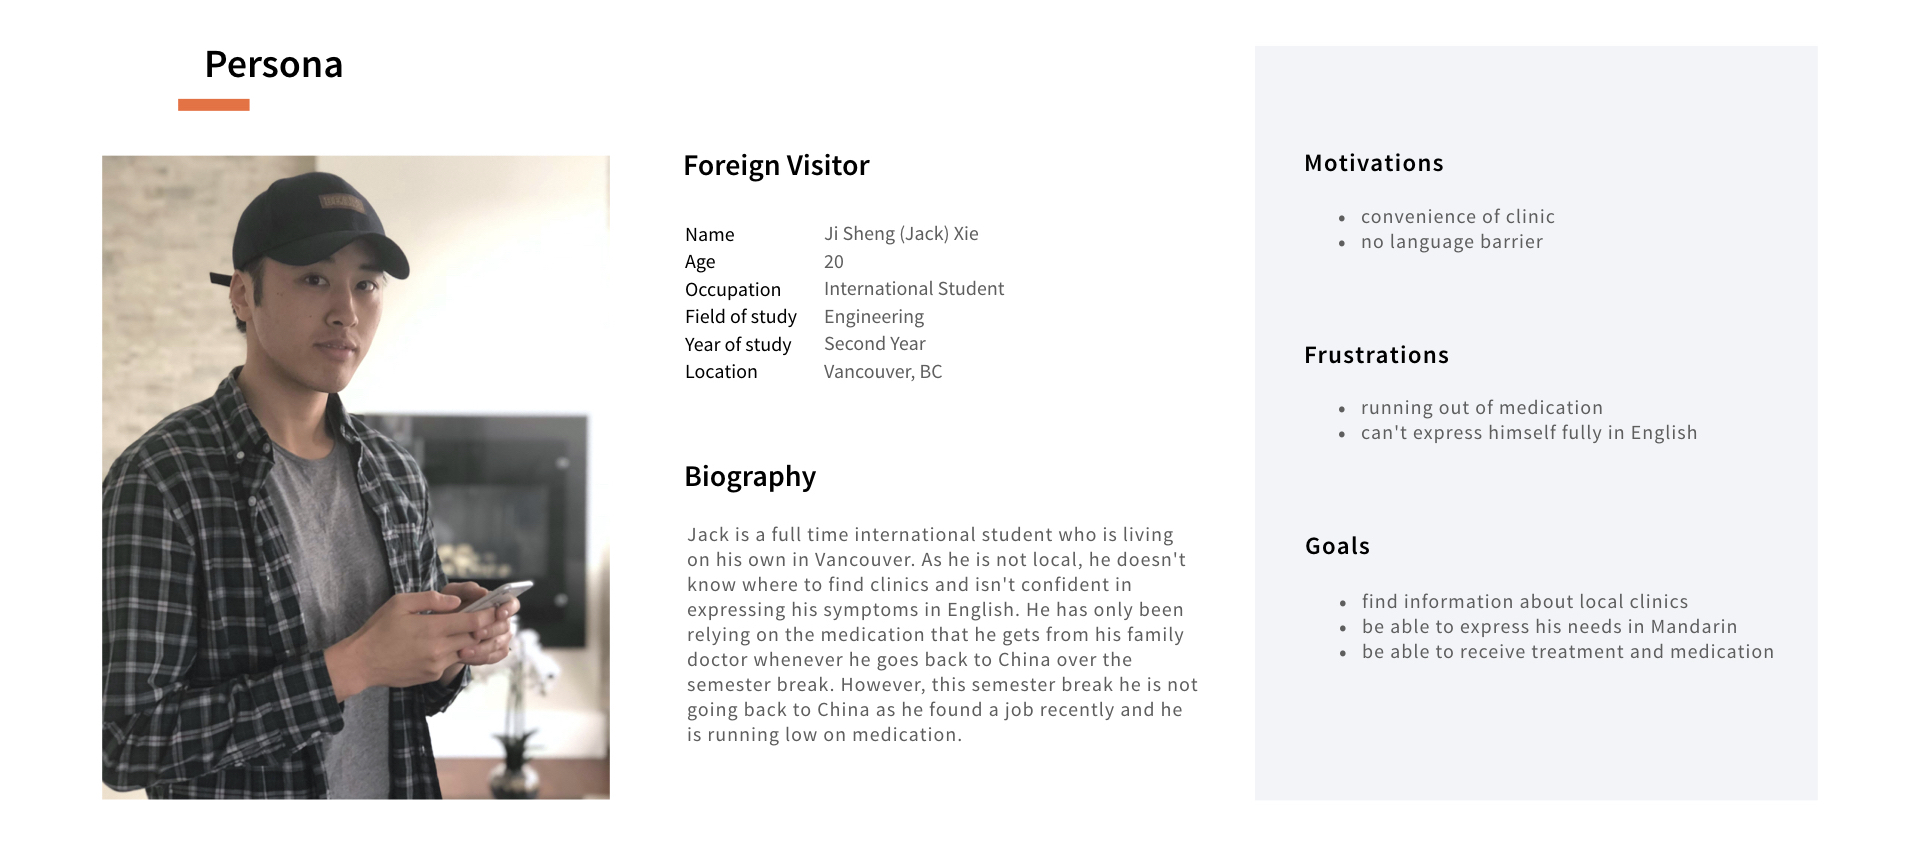 Persona
Foreign Visitor
Name Ji Sheng (Jack) Xie
Age 20
Occupation International Student
Field of study Engineering
Year of study Second Year
Location Vancouver, BC
Biography
Jack is a full time international student who is living
on his own in Vancouver. As he is not local, he doesn't
know where to find clinics and isn't confident in
expressing his symptoms in English. He has only been
relying on the medication that he gets from his family
doctor whenever he goes back to China over the
semester break. However, this semester break he is not
going back to China as he found a job recently and he
is running low on medication.
Motivations
• convenience of clinic
• no language barrier
Frustrations
• running out of medication
• can't express himself fully in English
Goals
• find information about local clinics
• be able to express his needs in Mandarin
• be able to receive treatment and medication